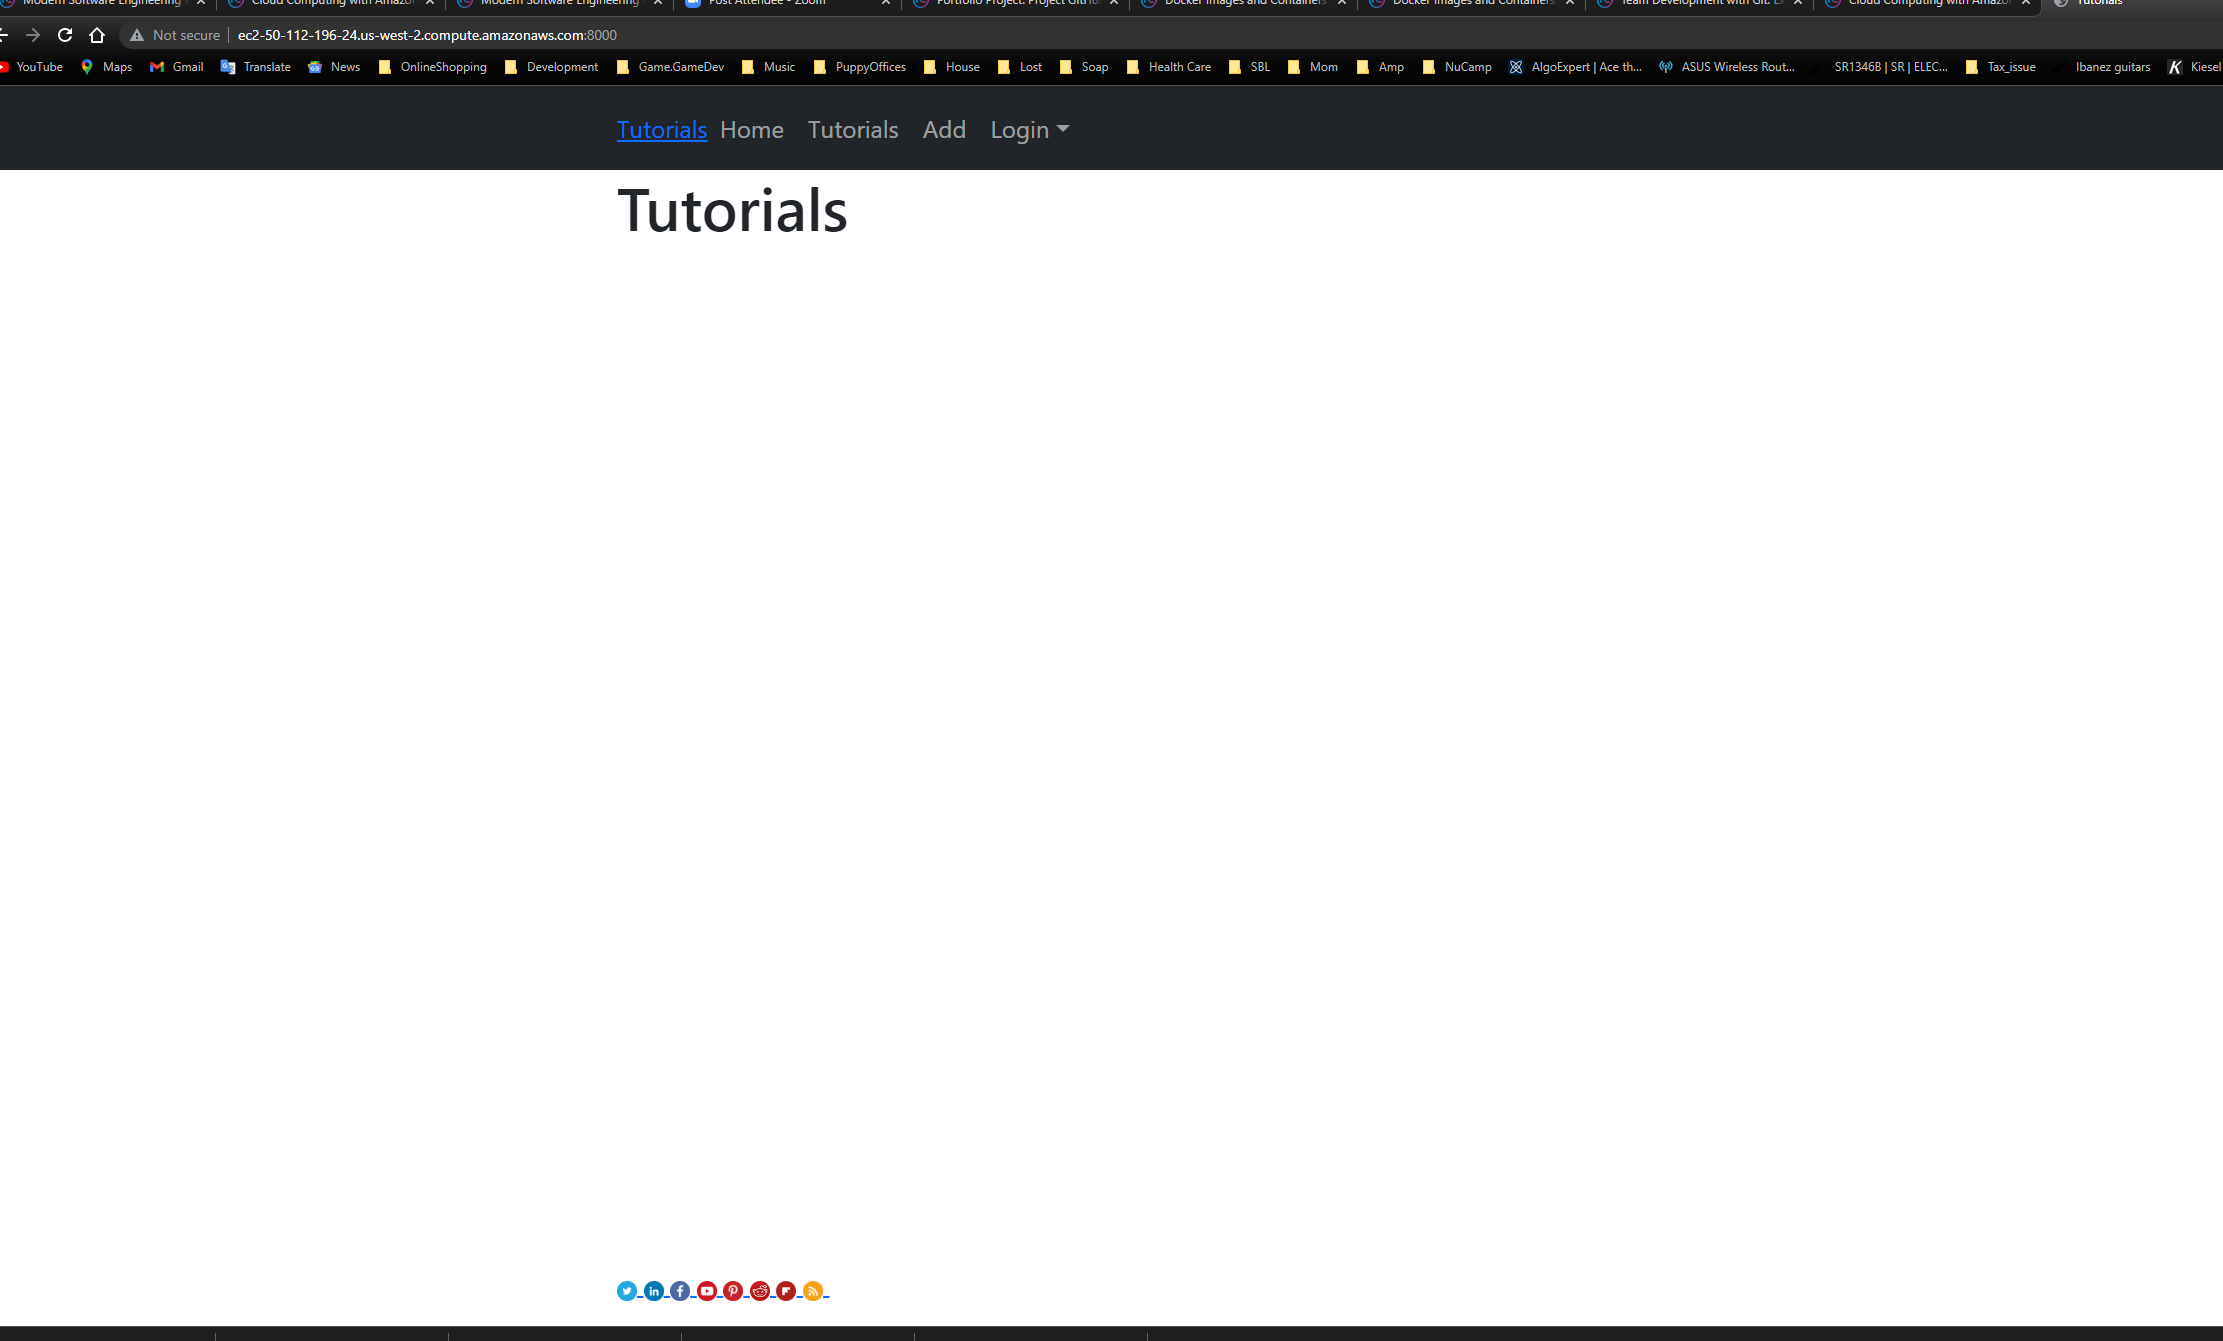 Modern Software Engineering Cloud Computing with Amazo Modern Software Engineering Post Attendee - Zoom Portfolio Project: Project GitHu Docker Images and Containers Docker Images and Containers Team Development with Git: Ex Cloud Computing with Amazo Tutorials
Not secure ec2-50-112-196-24.us-west-2.compute.amazonaws.com:8000
YouTube Maps Gmail Translate News OnlineShopping Development Game.GameDev Music PuppyOffices House Lost Soap Health Care SBL Mom Amp NuCamp AlgoExpert | Ace th... ASUS Wireless Rout... SR1346B | SR | ELEC... Tax_issue Ibanez guitars Kiesel
Tutorials Home Tutorials Add Login
Tutorials